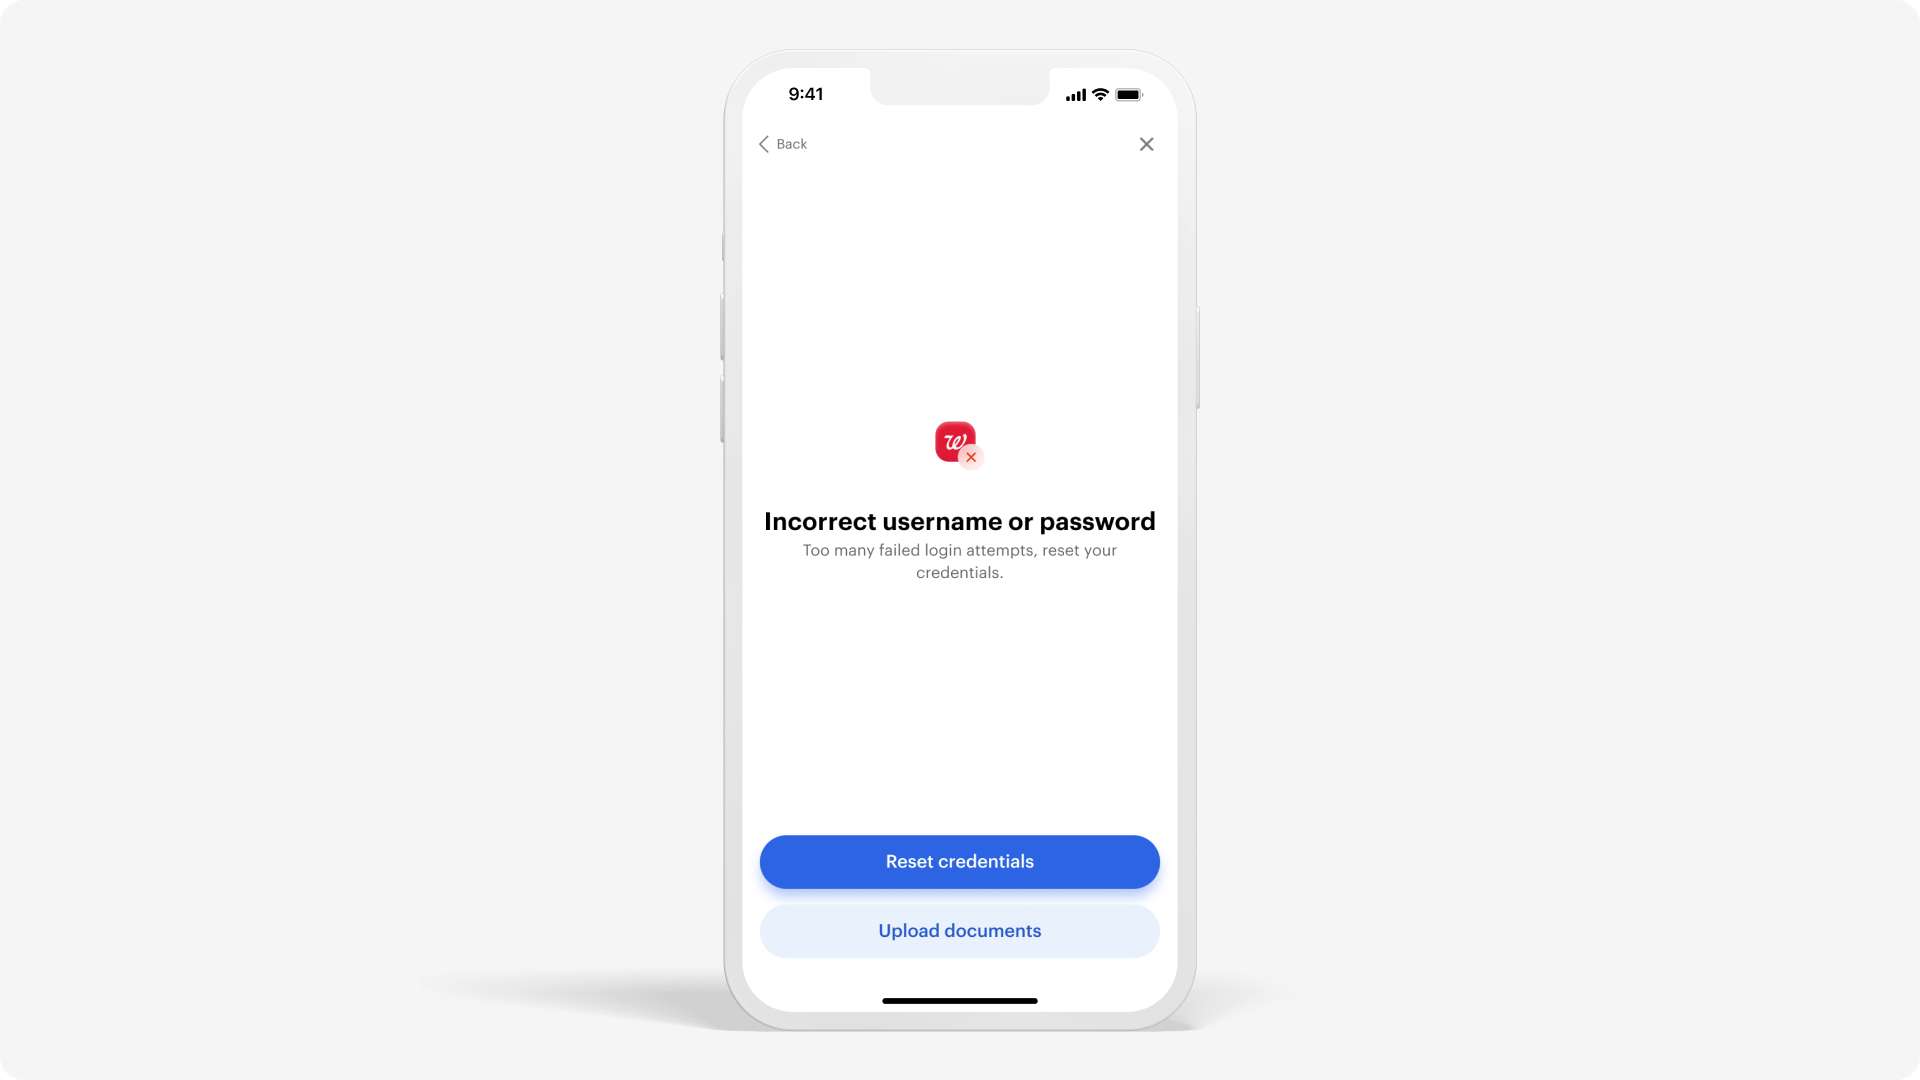 9:41
Back
W
Incorrect username or password
Too many failed login attempts, reset your
credentials.
Reset credentials
Upload documents